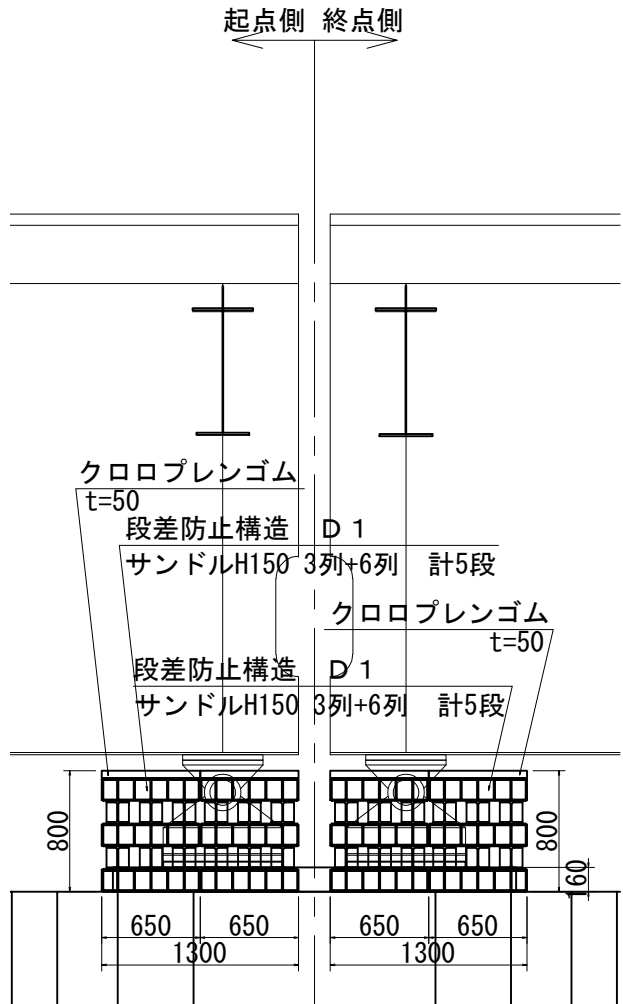 起点側 終点側
クロロプレンゴム
t=50
段差防止構造　Ｄ１
サンドルH150 3列+6列　計5段
クロロプレンゴム
t=50
段差防止構造　Ｄ１
サンドルH150 3列+6列　計5段
800
800
160
650 650
1300
650 650
1300